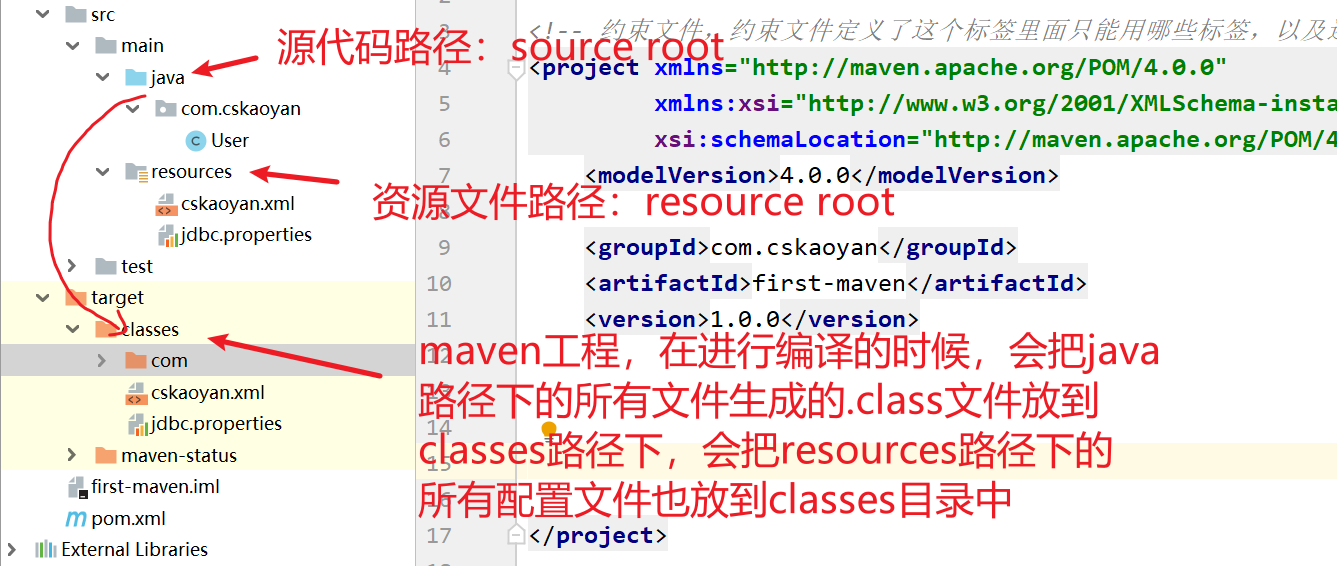 src
main
java
com.cskaoyan
User
resources
cskaoyan.xml
jdbc.properties
test
target
classes
com
cskaoyan.xml
jdbc.properties
maven-status
first-maven.iml
pom.xml
External Libraries
源代码路径：source root
资源文件路径：resource root
maven工程，在进行编译的时候，会把java
路径下的所有文件生成的.class文件放到
classes路径下，会把resources路径下的
所有配置文件也放到classes目录中
<!-- 约束文件，约束文件定义了这个标签里面只能用哪些标签，以及
4 <project xmlns="http://maven.apache.org/POM/4.0.0"
5 xmlns:xsi="http://www.w3.org/2001/XMLSchema-insta
6 xsi:schemaLocation="http://maven.apache.org/POM/4
7 <modelVersion>4.0.0</modelVersion>
9 <groupId>com.cskaoyan</groupId>
10 <artifactId>first-maven</artifactId>
11 <version>1.0.0</version>
12
14
15
16
17 </project>